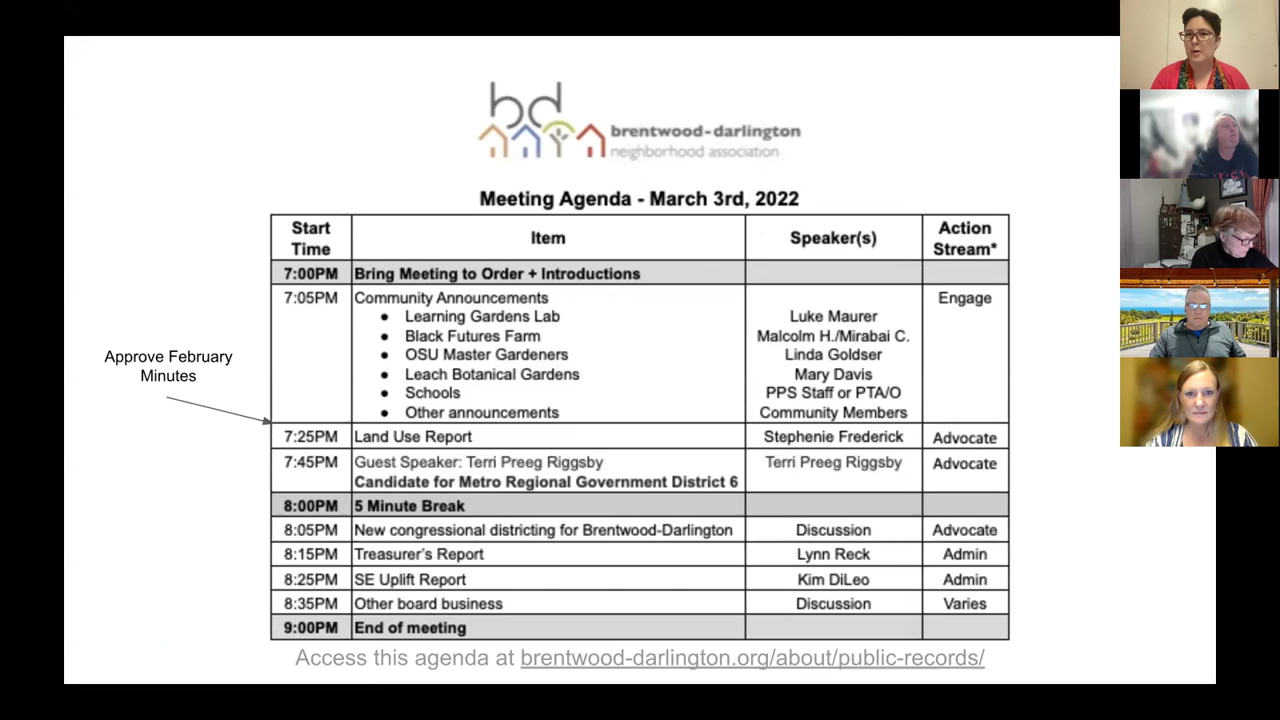 bd
brentwood-darlington
neighborhood association
Meeting Agenda - March 3rd, 2022
Start Time Item Speaker(s) Action Stream*
7:00PM Bring Meeting to Order + Introductions
7:05PM Community Announcements Engage
• Learning Gardens Lab Luke Maurer
• Black Futures Farm Malcolm H./Mirabai C.
• OSU Master Gardeners Linda Goldser
• Leach Botanical Gardens Mary Davis
• Schools PPS Staff or PTA/O
• Other announcements Community Members
Approve February
Minutes
7:25PM Land Use Report Stephenie Frederick Advocate
7:45PM Guest Speaker: Terri Preeg Riggsby Terri Preeg Riggsby Advocate
Candidate for Metro Regional Government District 6
8:00PM 5 Minute Break
8:05PM New congressional districting for Brentwood-Darlington Discussion Advocate
8:15PM Treasurer's Report Lynn Reck Admin
8:25PM SE Uplift Report Kim DiLeo Admin
8:35PM Other board business Discussion Varies
9:00PM End of meeting
Access this agenda at brentwood-darlington.org/about/public-records/